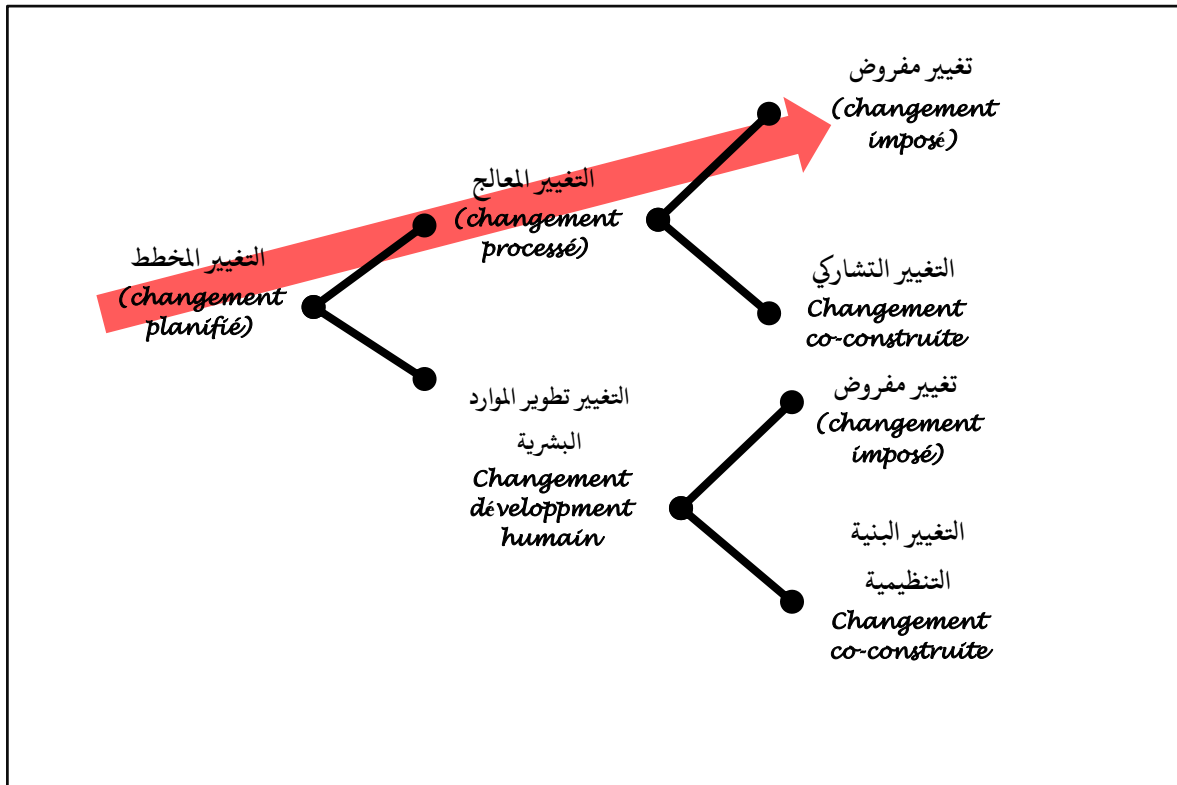 التغيير المخطط
(changement
planifié)
التغيير المعالج
(changement
processé)
تغيير مفروض
(changement
imposé)
التغيير التشاركي
Changement
co-construite
التغيير تطوير الموارد
البشرية
Changement
développment
humain
تغيير مفروض
(changement
imposé)
التغيير البنية
التنظيمية
Changement
co-construite